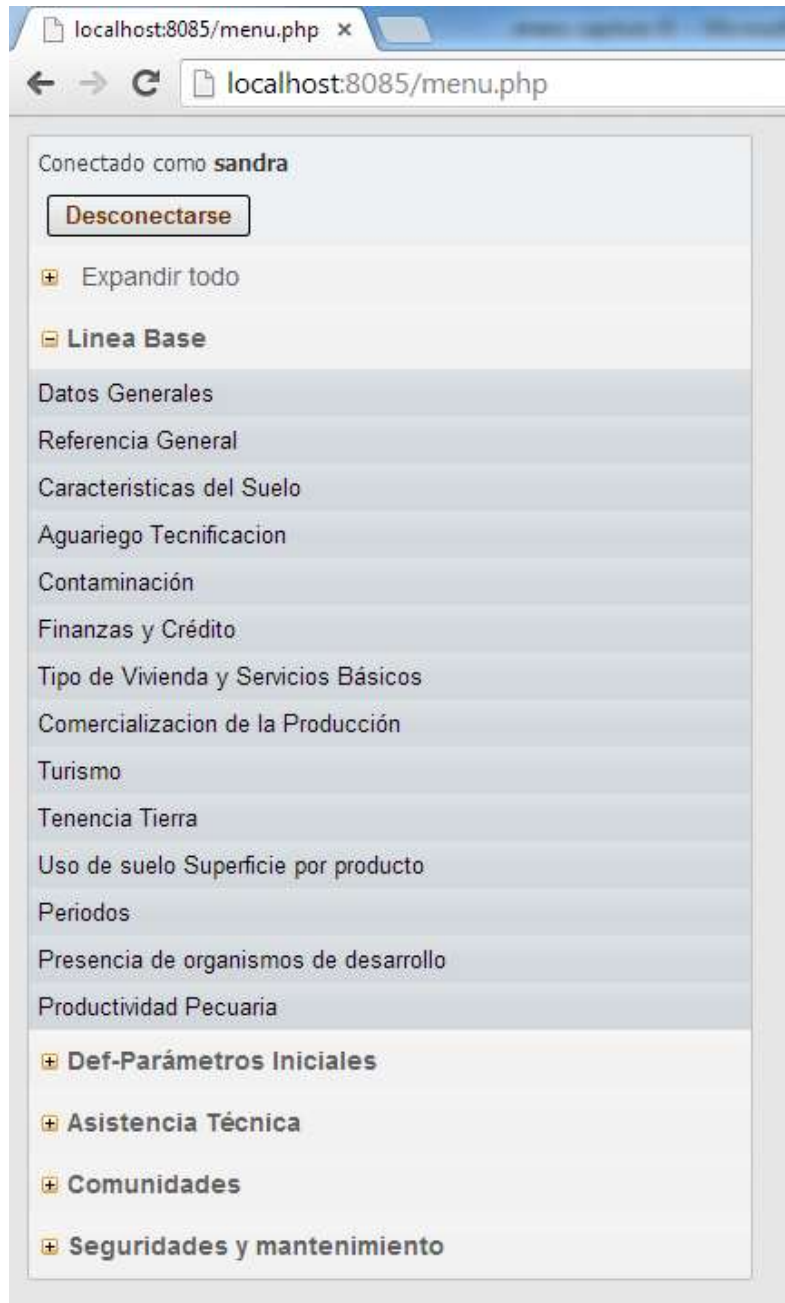 localhost:8085/menu.php ×
localhost:8085/menu.php
Conectado como sandra
Desconectarse
Expandir todo
Linea Base
Datos Generales
Referencia General
Caracteristicas del Suelo
Aguariego Tecnificacion
Contaminación
Finanzas y Crédito
Tipo de Vivienda y Servicios Básicos
Comercializacion de la Producción
Turismo
Tenencia Tierra
Uso de suelo Superficie por producto
Periodos
Presencia de organismos de desarrollo
Productividad Pecuaria
Def-Parámetros Iniciales
Asistencia Técnica
Comunidades
Seguridades y mantenimiento